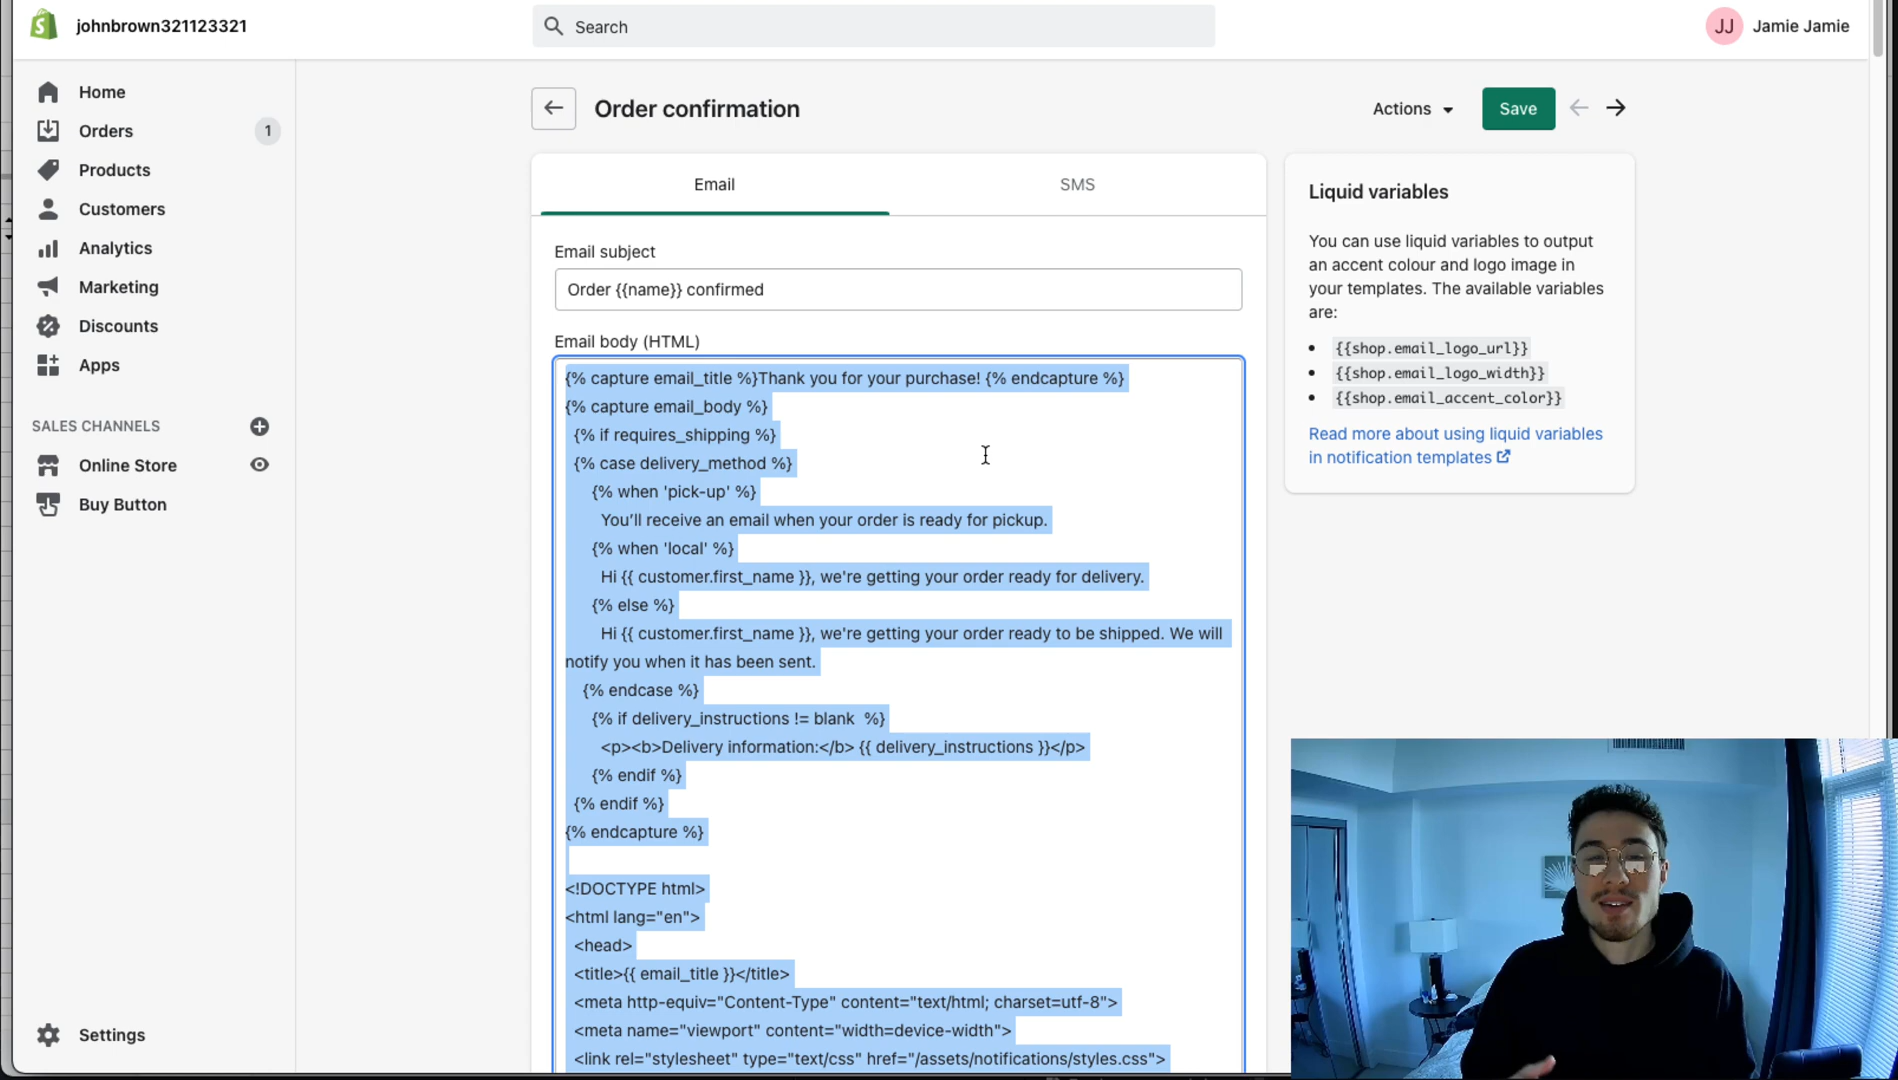 johnbrown321123321
Search
JJ
Jamie Jamie
Home
Orders
1
Products
Customers
Analytics
Marketing
Discounts
Apps
SALES CHANNELS
Online Store
Buy Button
Settings
Order confirmation
Actions
Save
Email
SMS
Email subject
Order {{name}} confirmed
Email body (HTML)
{% capture email_title %}Thank you for your purchase! {% endcapture %}
{% capture email_body %}
{% if requires_shipping %}
{% case delivery_method %}
{% when 'pick-up' %}
You’ll receive an email when your order is ready for pickup.
{% when 'local' %}
Hi {{ customer.first_name }}, we're getting your order ready for delivery.
{% else %}
Hi {{ customer.first_name }}, we're getting your order ready to be shipped. We will
notify you when it has been sent.
{% endcase %}
{% if delivery_instructions != blank  %}
<p><b>Delivery information:</b> {{ delivery_instructions }}</p>
{% endif %}
{% endif %}
{% endcapture %}
<!DOCTYPE html>
<html lang="en">
<head>
<title>{{ email_title }}</title>
<meta http-equiv="Content-Type" content="text/html; charset=utf-8">
<meta name="viewport" content="width=device-width">
<link rel="stylesheet" type="text/css" href="/assets/notifications/styles.css">
Liquid variables
You can use liquid variables to output
an accent colour and logo image in
your templates. The available variables
are:
{{shop.email_logo_url}}
{{shop.email_logo_width}}
{{shop.email_accent_color}}
Read more about using liquid variables
in notification templates